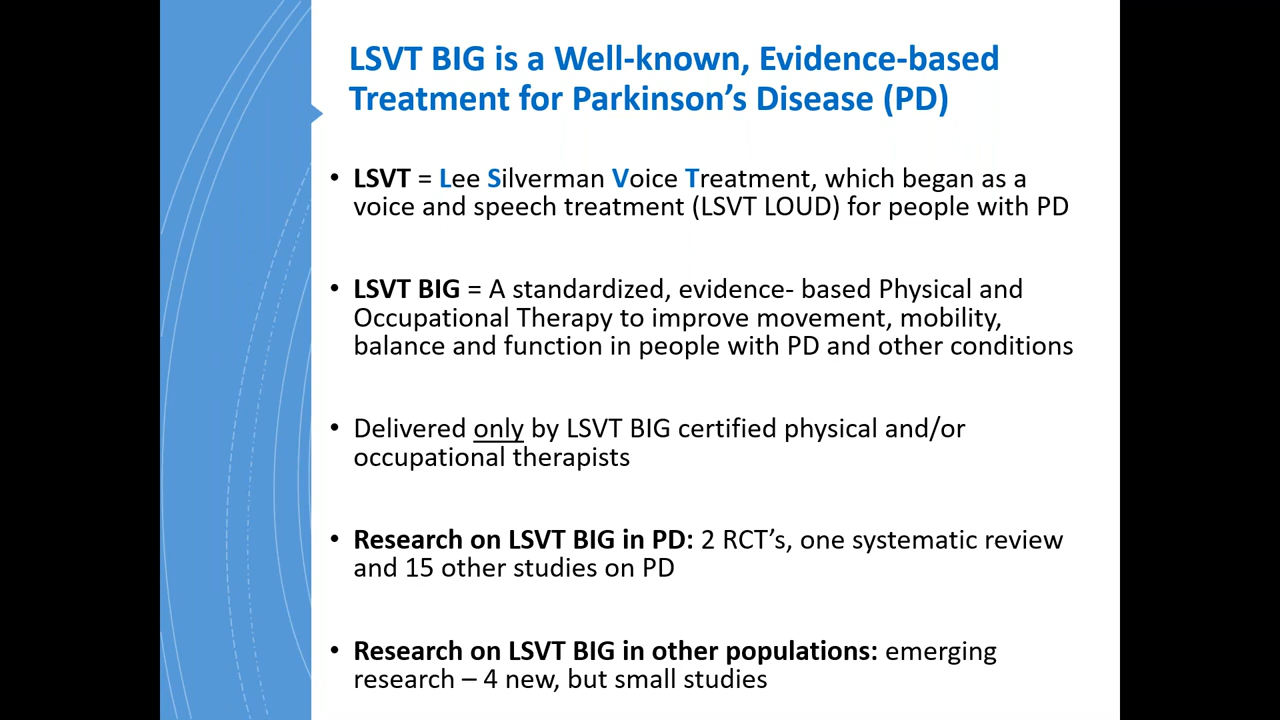 LSVT BIG is a Well-known, Evidence-based
Treatment for Parkinson’s Disease (PD)
• LSVT = Lee Silverman Voice Treatment, which began as a
voice and speech treatment (LSVT LOUD) for people with PD
• LSVT BIG = A standardized, evidence- based Physical and
Occupational Therapy to improve movement, mobility,
balance and function in people with PD and other conditions
• Delivered only by LSVT BIG certified physical and/or
occupational therapists
• Research on LSVT BIG in PD: 2 RCT’s, one systematic review
and 15 other studies on PD
• Research on LSVT BIG in other populations: emerging
research – 4 new, but small studies